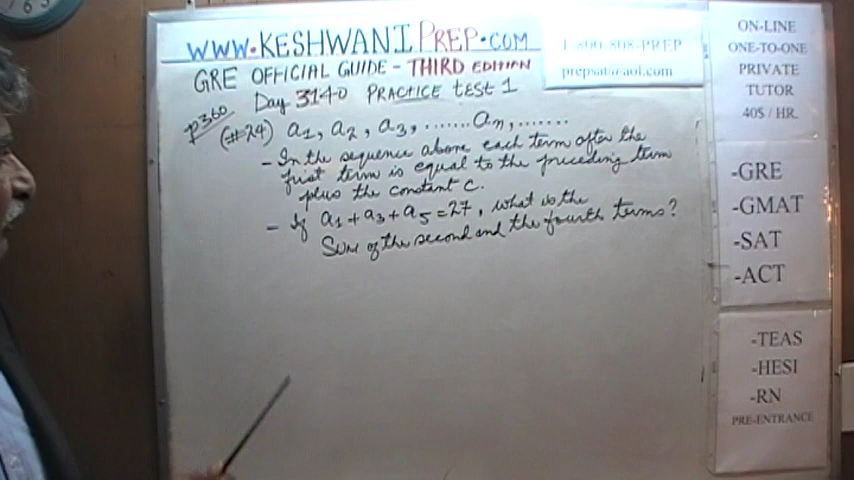 WWW.KESHWANIPREP.COM
GRE OFFICIAL GUIDE - THIRD EDITION
Day 3140 PRACTICE TEST 1
p360
(#24) a1, a2, a3, ....... an, .......
- In the sequence above each term after the
first term is equal to the preceding term
plus the constant C.
- If a1 + a3 + a5 = 27, what is the
Sum of the second and the fourth terms?
1-800-808-PREP
prepsat@aol.com
ON-LINE
ONE-TO-ONE
PRIVATE
TUTOR
40$ / HR.
-GRE
-GMAT
-SAT
-ACT
-TEAS
-HESI
-RN
PRE-ENTRANCE